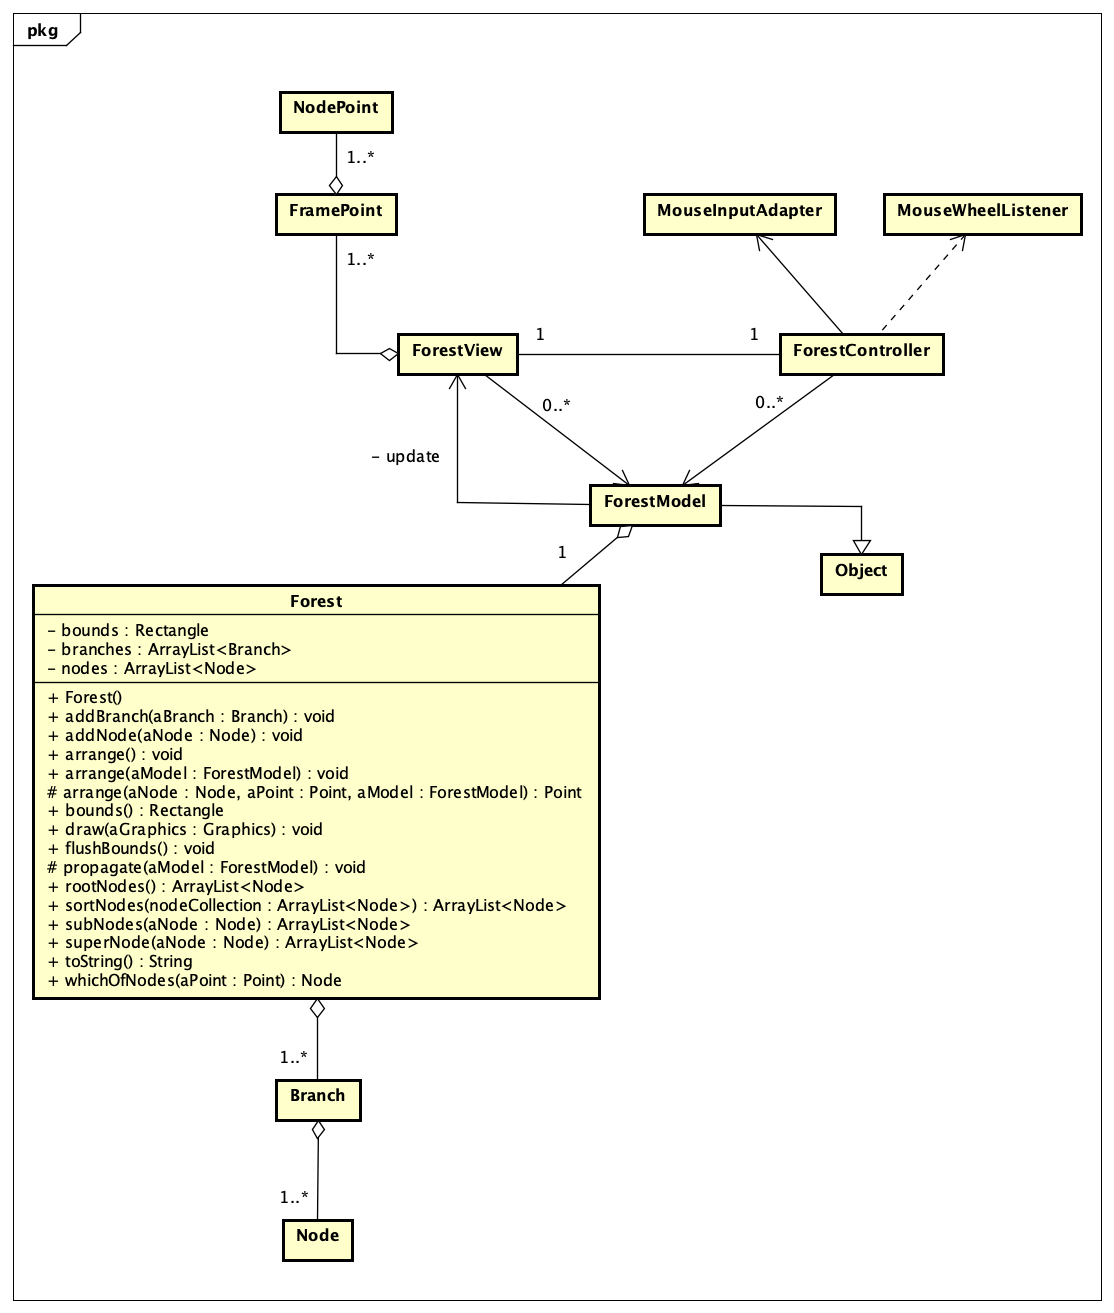 pkg
NodePoint
1..*
FramePoint
MouseInputAdapter
MouseWheelListener
1..*
1
1
ForestView
ForestController
0..*
0..*
- update
ForestModel
1
Object
Forest
- bounds : Rectangle
- branches : ArrayList<Branch>
- nodes : ArrayList<Node>
+ Forest()
+ addBranch(aBranch : Branch) : void
+ addNode(aNode : Node) : void
+ arrange() : void
+ arrange(aModel : ForestModel) : void
# arrange(aNode : Node, aPoint : Point, aModel : ForestModel) : Point
+ bounds() : Rectangle
+ draw(aGraphics : Graphics) : void
+ flushBounds() : void
# propagate(aModel : ForestModel) : void
+ rootNodes() : ArrayList<Node>
+ sortNodes(nodeCollection : ArrayList<Node>) : ArrayList<Node>
+ subNodes(aNode : Node) : ArrayList<Node>
+ superNode(aNode : Node) : ArrayList<Node>
+ toString() : String
+ whichOfNodes(aPoint : Point) : Node
1..*
Branch
1..*
Node